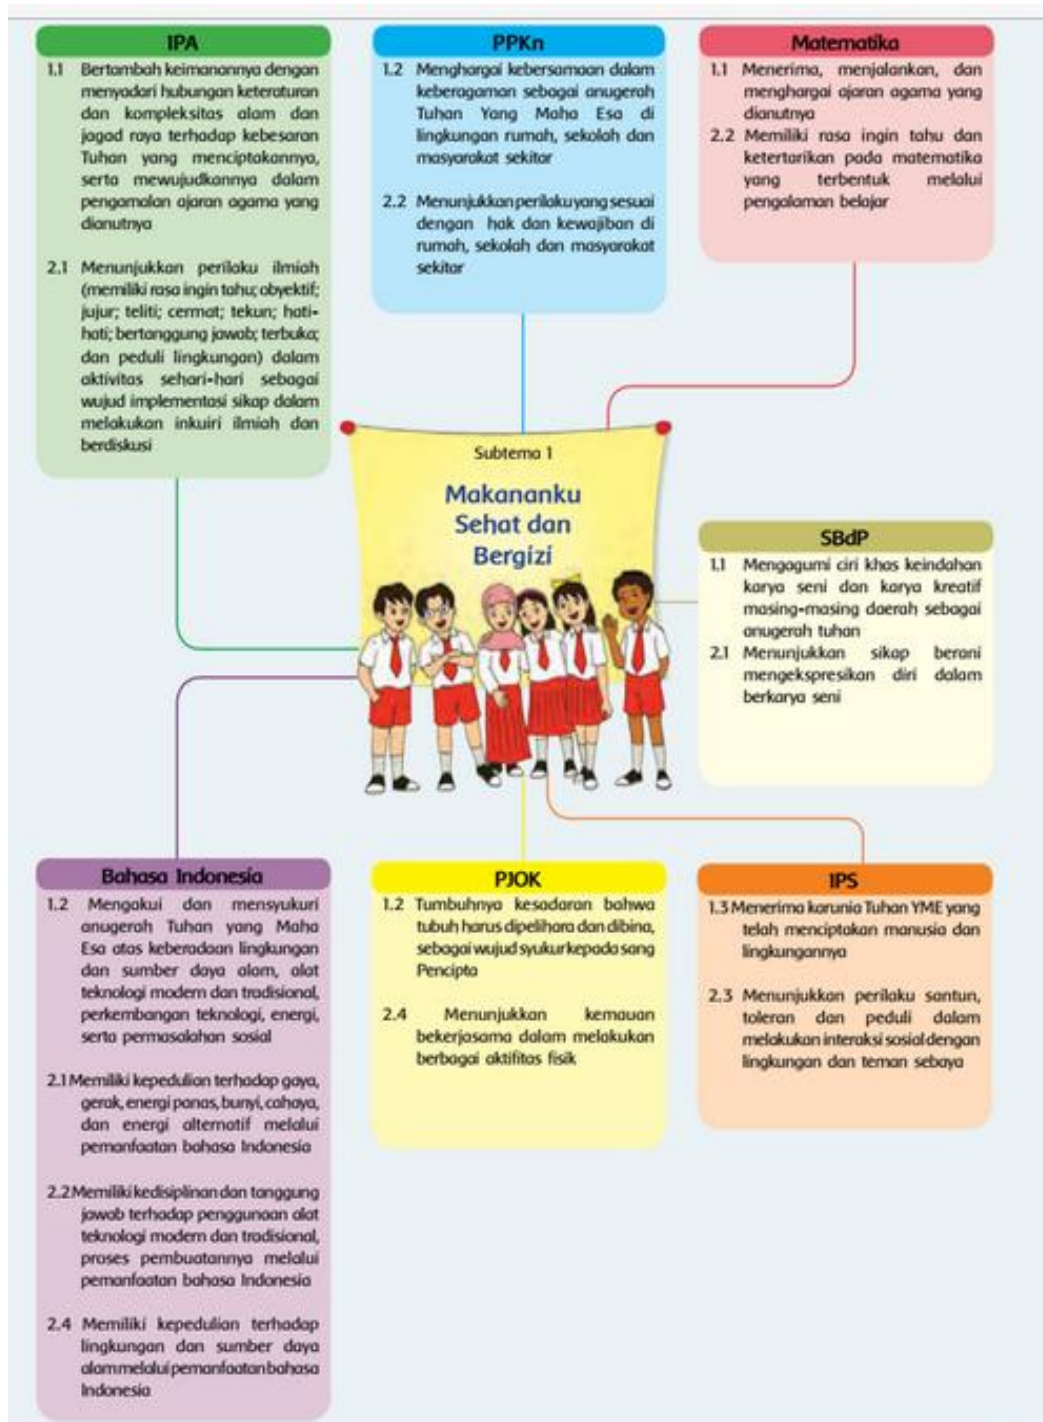 IPA
1.1 Bertambah keimanannya dengan
menyadari hubungan keteraturan
dan kompleksitas alam dan
jagad raya terhadap kebesaran
Tuhan yang menciptakannya,
serta mewujudkannya dalam
pengamalan ajaran agama yang
dianutnya
2.1 Menunjukkan perilaku ilmiah
(memiliki rasa ingin tahu; obyektif;
jujur; teliti; cermat; tekun; hati-
hati; bertanggung jawab; terbuka;
dan peduli lingkungan) dalam
aktivitas sehari-hari sebagai
wujud implementasi sikap dalam
melakukan inkuiri ilmiah dan
berdiskusi
PPKn
1.2 Menghargai kebersamaan dalam
keberagaman sebagai anugerah
Tuhan Yang Maha Esa di
lingkungan rumah, sekolah dan
masyarakat sekitar
2.2 Menunjukkan perilaku yang sesuai
dengan hak dan kewajiban di
rumah, sekolah dan masyarakat
sekitar
Matematika
1.1 Menerima, menjalankan, dan
menghargai ajaran agama yang
dianutnya
2.2 Memiliki rasa ingin tahu dan
ketertarikan pada matematika
yang terbentuk melalui
pengalaman belajar
Subtema 1
Makananku
Sehat dan
Bergizi
SBdP
1.1 Mengagumi ciri khas keindahan
karya seni dan karya kreatif
masing-masing daerah sebagai
anugerah tuhan
2.1 Menunjukkan sikap berani
mengekspresikan diri dalam
berkarya seni
Bahasa Indonesia
1.2 Mengakui dan mensyukuri
anugerah Tuhan yang Maha
Esa atas keberadaan lingkungan
dan sumber daya alam, alat
teknologi modern dan tradisional,
perkembangan teknologi, energi,
serta permasalahan sosial
2.1 Memiliki kepedulian terhadap gaya,
gerak, energi panas, bunyi, cahaya,
dan energi alternatif melalui
pemanfaatan bahasa Indonesia
2.2 Memiliki kedisiplinan dan tanggung
jawab terhadap penggunaan alat
teknologi modern dan tradisional,
proses pembuatannya melalui
pemanfaatan bahasa Indonesia
2.4 Memiliki kepedulian terhadap
lingkungan dan sumber daya
alam melalui pemanfaatan bahasa
Indonesia
PJOK
1.2 Tumbuhnya kesadaran bahwa
tubuh harus dipelihara dan dibina,
sebagai wujud syukur kepada sang
Pencipta
2.4 Menunjukkan kemauan
bekerjasama dalam melakukan
berbagai aktifitas fisik
IPS
1.3 Menerima karunia Tuhan YME yang
telah menciptakan manusia dan
lingkungannya
2.3 Menunjukkan perilaku santun,
toleran dan peduli dalam
melakukan interaksi sosial dengan
lingkungan dan teman sebaya